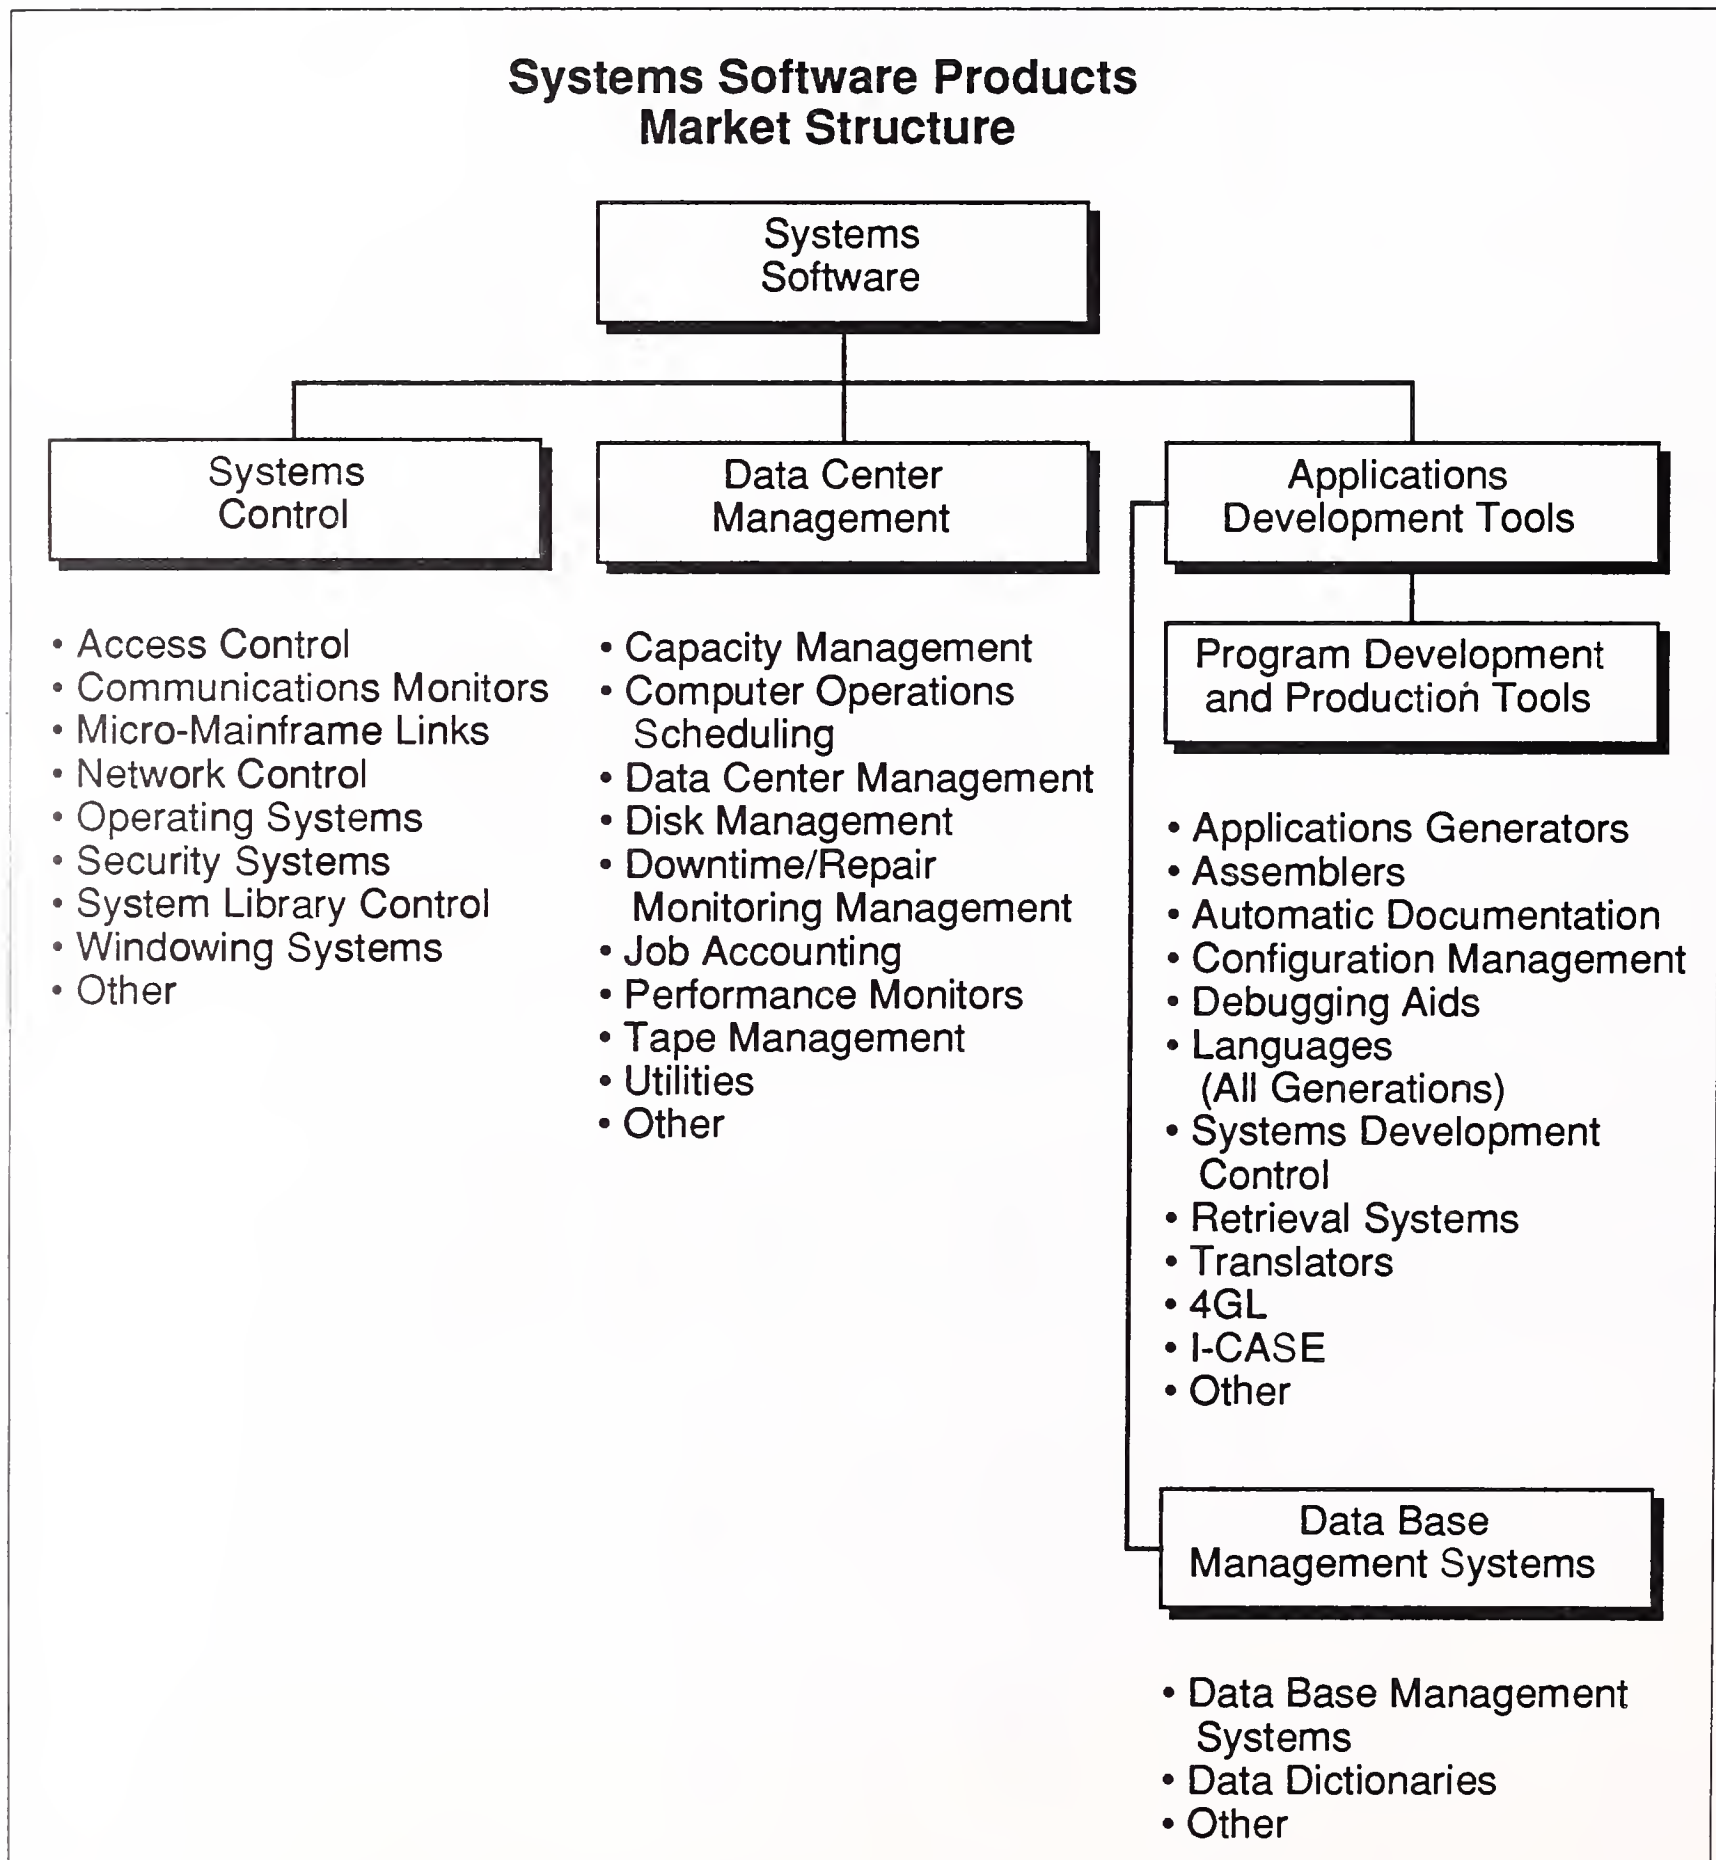 Systems Software Products
Market Structure
Systems
Software
Systems
Control
• Access Control
• Communications Monitors
• Micro-Mainframe Links
• Network Control
• Operating Systems
• Security Systems
• System Library Control
• Windowing Systems
• Other
Data Center
Management
• Capacity Management
• Computer Operations
Scheduling
• Data Center Management
• Disk Management
• Downtime/Repair
Monitoring Management
• Job Accounting
• Performance Monitors
• Tape Management
• Utilities
• Other
Applications
Development Tools
Program Development
and Production Tools
• Applications Generators
• Assemblers
• Automatic Documentation
• Configuration Management
• Debugging Aids
• Languages
(All Generations)
• Systems Development
Control
• Retrieval Systems
• Translators
• 4GL
• I-CASE
• Other
Data Base
Management Systems
• Data Base Management
Systems
• Data Dictionaries
• Other